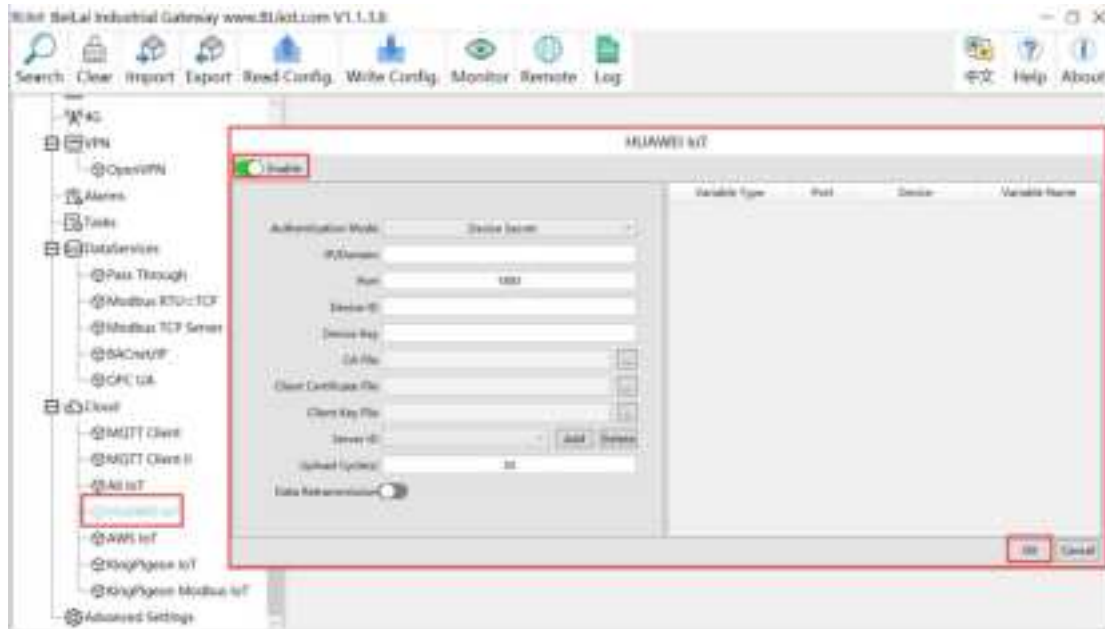 BeiLai Industrial Gateway www.BLiiot.com V1.1.3.8
Search Clear Import Export Read Config. Write Config. Monitor Remote Log 中文 Help About
4G
VPN
OpenVPN
Alarms
Tasks
DataServices
Pass Through
Modbus RTU<=>TCP
Modbus TCP Server
BACnet/IP
OPC UA
Cloud
MQTT Client
MQTT Client II
Ali IoT
HUAWEI IoT
AWS IoT
KingPigeon IoT
KingPigeon Modbus IoT
Advanced Settings
HUAWEI IoT
Enable
Authentication Mode Device Secret
IP/Domain
Port
Device ID
Device Key
CA File ...
Client Certificate File ...
Client Key File ...
Server ID Add Delete
Upload Cycle(s)
Data Retransmission
Variable Type Port Device Variable Name
OK Cancel